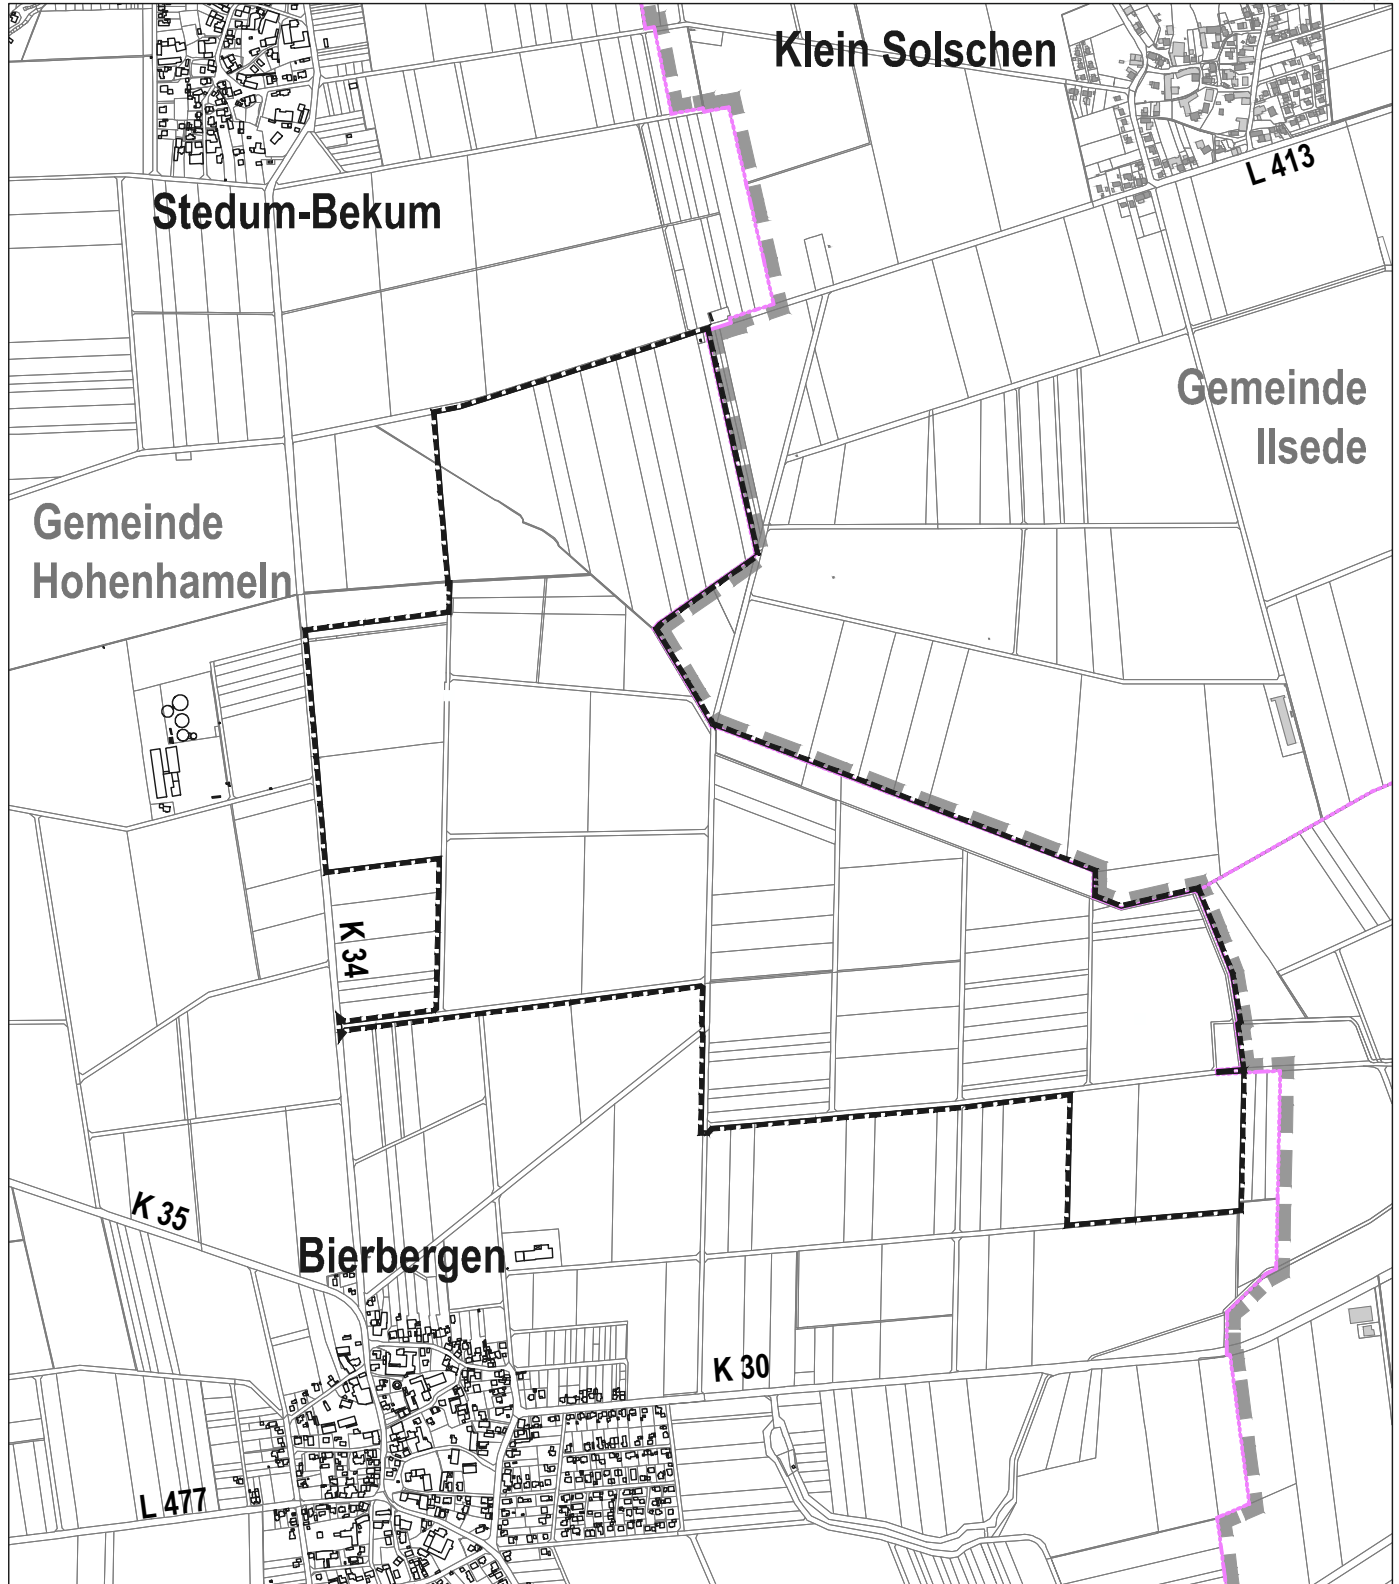 Klein Solschen
L 413
Stedum-Bekum
Gemeinde
Ilsede
Gemeinde
Hohenhameln
K 34
K 35
Bierbergen
K 30
L 477